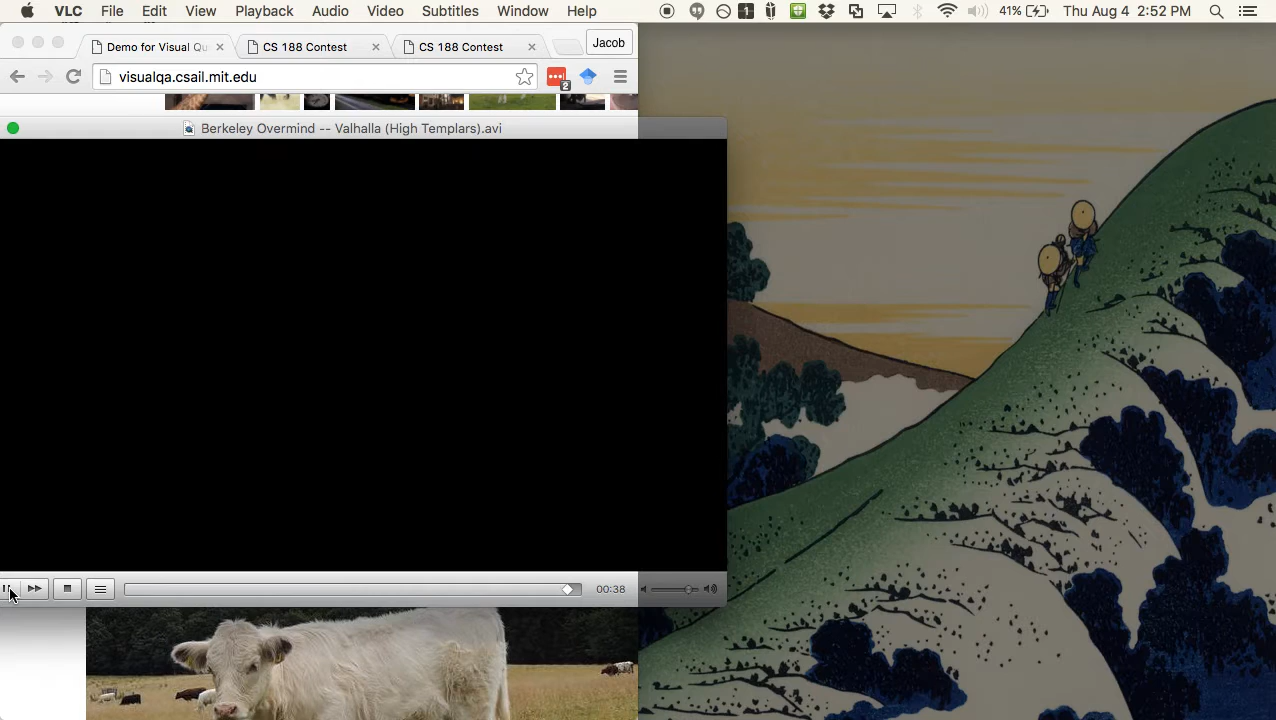 VLC File Edit View Playback Audio Video Subtitles Window Help 1 41% Thu Aug 4 2:52 PM
Demo for Visual Qu CS 188 Contest CS 188 Contest Jacob
visualqa.csail.mit.edu 2
Berkeley Overmind -- Valhalla (High Templars).avi
00:38